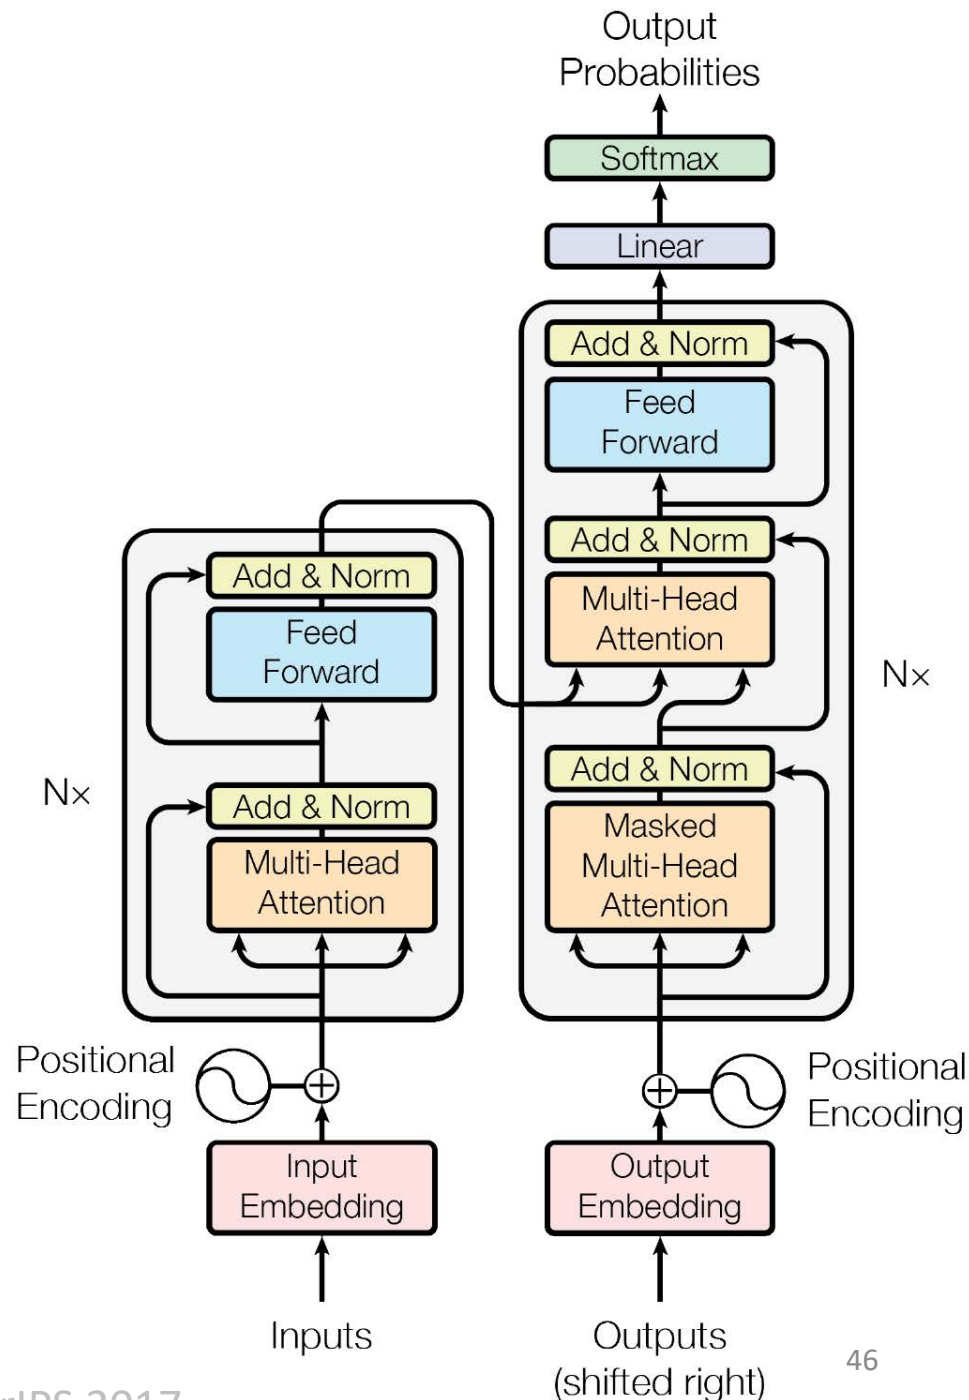 Output
Probabilities
Softmax
Linear
Add & Norm
Feed
Forward
Add & Norm
Multi-Head
Attention
Add & Norm
Masked
Multi-Head
Attention
N×
Add & Norm
Feed
Forward
Add & Norm
Multi-Head
Attention
N×
Positional
Encoding
Positional
Encoding
Input
Embedding
Output
Embedding
Inputs
Outputs
(shifted right)
46
2017